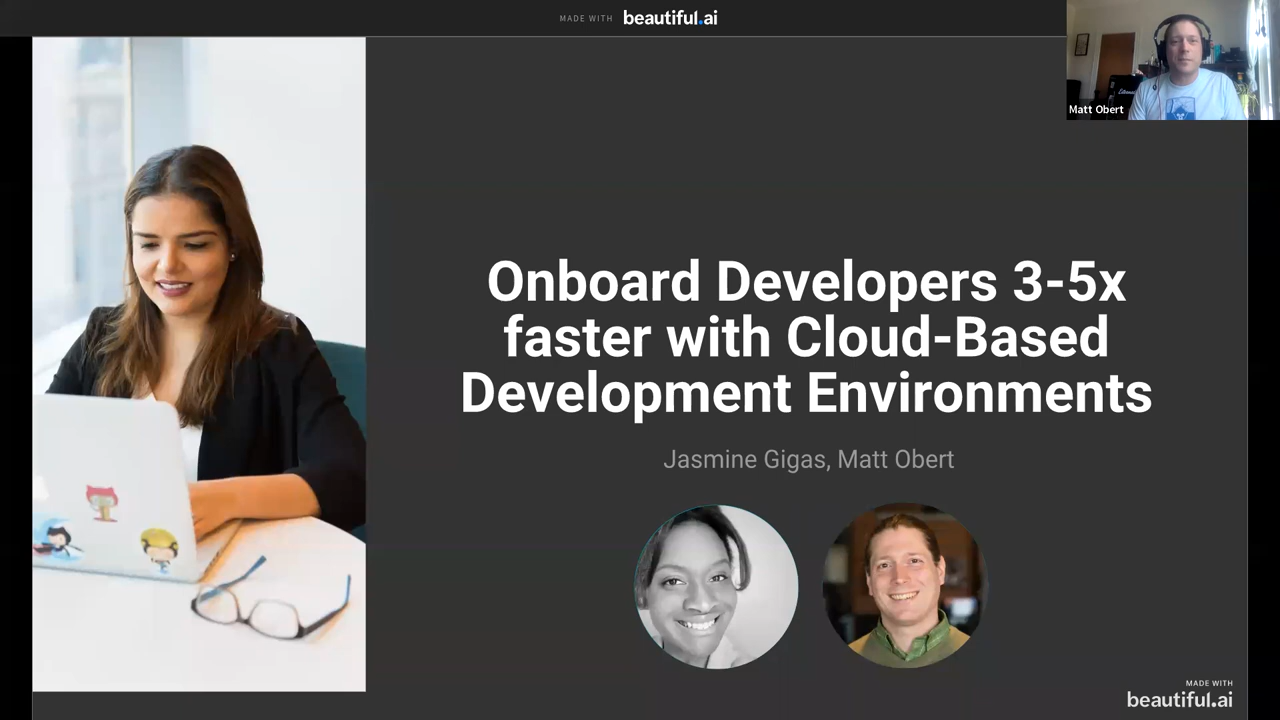 MADE WITH beautiful.ai
Matt Obert
Onboard Developers 3-5x
faster with Cloud-Based
Development Environments
Jasmine Gigas, Matt Obert
MADE WITH
beautiful.ai